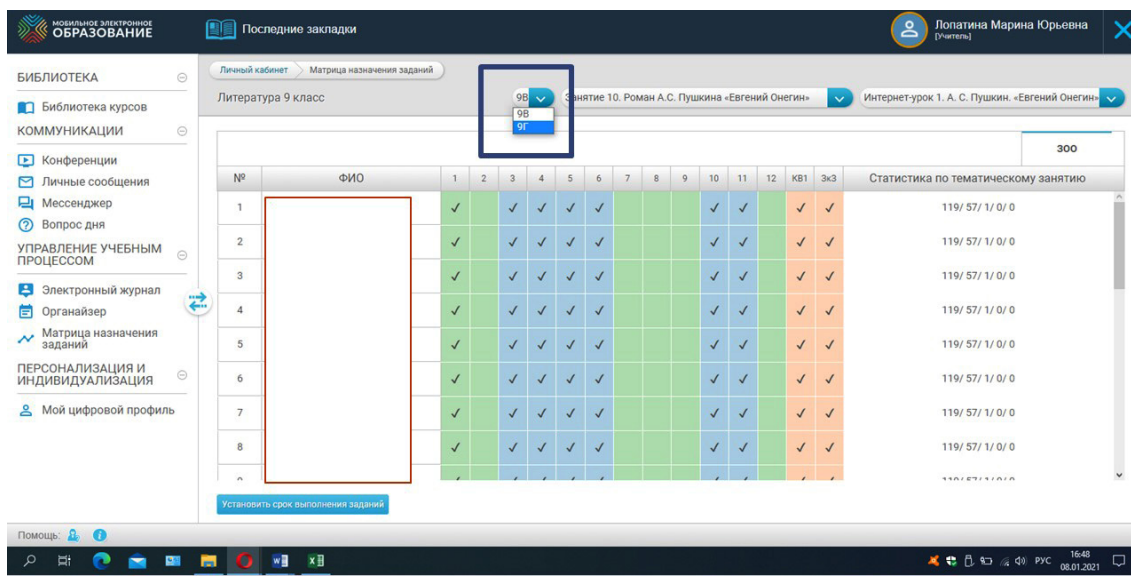 МОБИЛЬНОЕ ЭЛЕКТРОННОЕ
ОБРАЗОВАНИЕ
Последние закладки
Лопатина Марина Юрьевна
[Учитель]
БИБЛИОТЕКА
Библиотека курсов
КОММУНИКАЦИИ
Конференции
Личные сообщения
Мессенджер
Вопрос дня
УПРАВЛЕНИЕ УЧЕБНЫМ
ПРОЦЕССОМ
Электронный журнал
Органайзер
Матрица назначения
заданий
ПЕРСОНАЛИЗАЦИЯ И
ИНДИВИДУАЛИЗАЦИЯ
Мой цифровой профиль
Личный кабинет Матрица назначения заданий
Литература 9 класс 9В Занятие 10. Роман А.С. Пушкина «Евгений Онегин» Интернет-урок 1. А. С. Пушкин. «Евгений Онегин»
9В
9Г
ЗОО
№ ФИО 1 2 3 4 5 6 7 8 9 10 11 12 КВ1 ЗкЗ Статистика по тематическому занятию
1 ✓ ✓ ✓ ✓ ✓ ✓ ✓ ✓ ✓ 119/ 57/ 1/ 0/ 0
2 ✓ ✓ ✓ ✓ ✓ ✓ ✓ ✓ ✓ 119/ 57/ 1/ 0/ 0
3 ✓ ✓ ✓ ✓ ✓ ✓ ✓ ✓ ✓ 119/ 57/ 1/ 0/ 0
4 ✓ ✓ ✓ ✓ ✓ ✓ ✓ ✓ ✓ 119/ 57/ 1/ 0/ 0
5 ✓ ✓ ✓ ✓ ✓ ✓ ✓ ✓ ✓ 119/ 57/ 1/ 0/ 0
6 ✓ ✓ ✓ ✓ ✓ ✓ ✓ ✓ ✓ 119/ 57/ 1/ 0/ 0
7 ✓ ✓ ✓ ✓ ✓ ✓ ✓ ✓ ✓ 119/ 57/ 1/ 0/ 0
8 ✓ ✓ ✓ ✓ ✓ ✓ ✓ ✓ ✓ 119/ 57/ 1/ 0/ 0
Установить срок выполнения заданий
Помощь:
РУС 16:48
08.01.2021